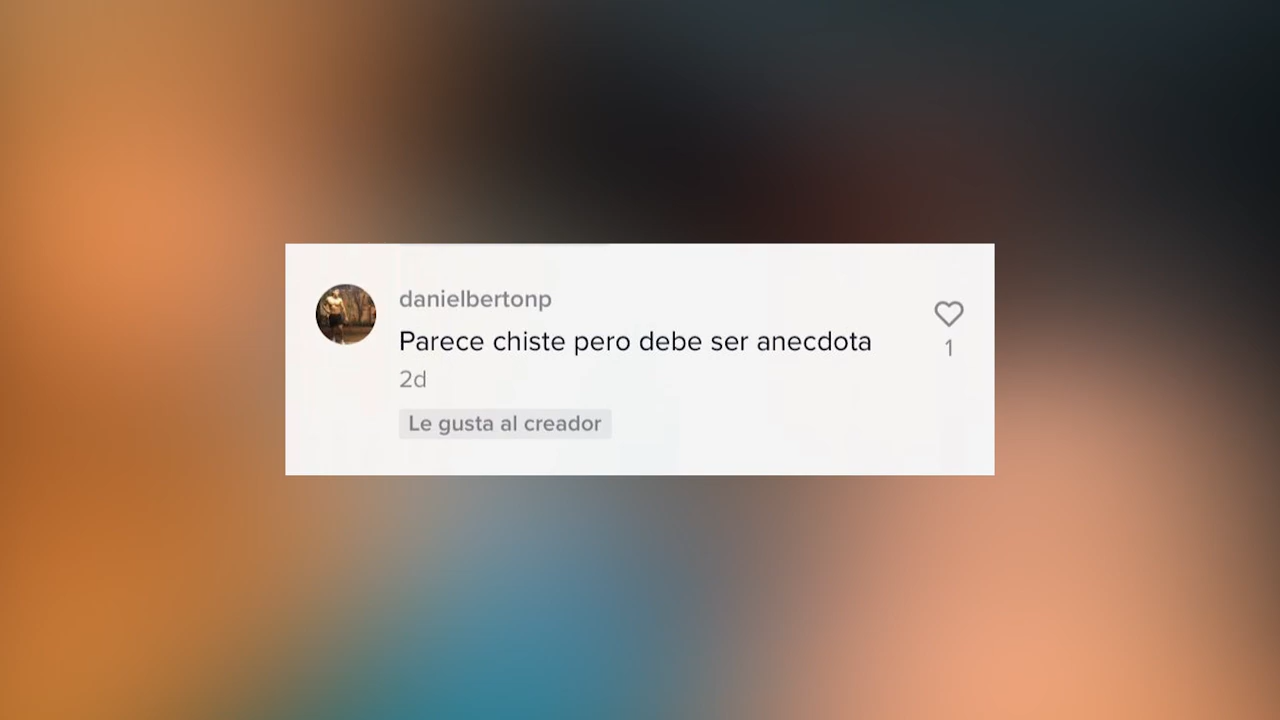 danielbertonp
Parece chiste pero debe ser anecdota
1
2d
Le gusta al creador